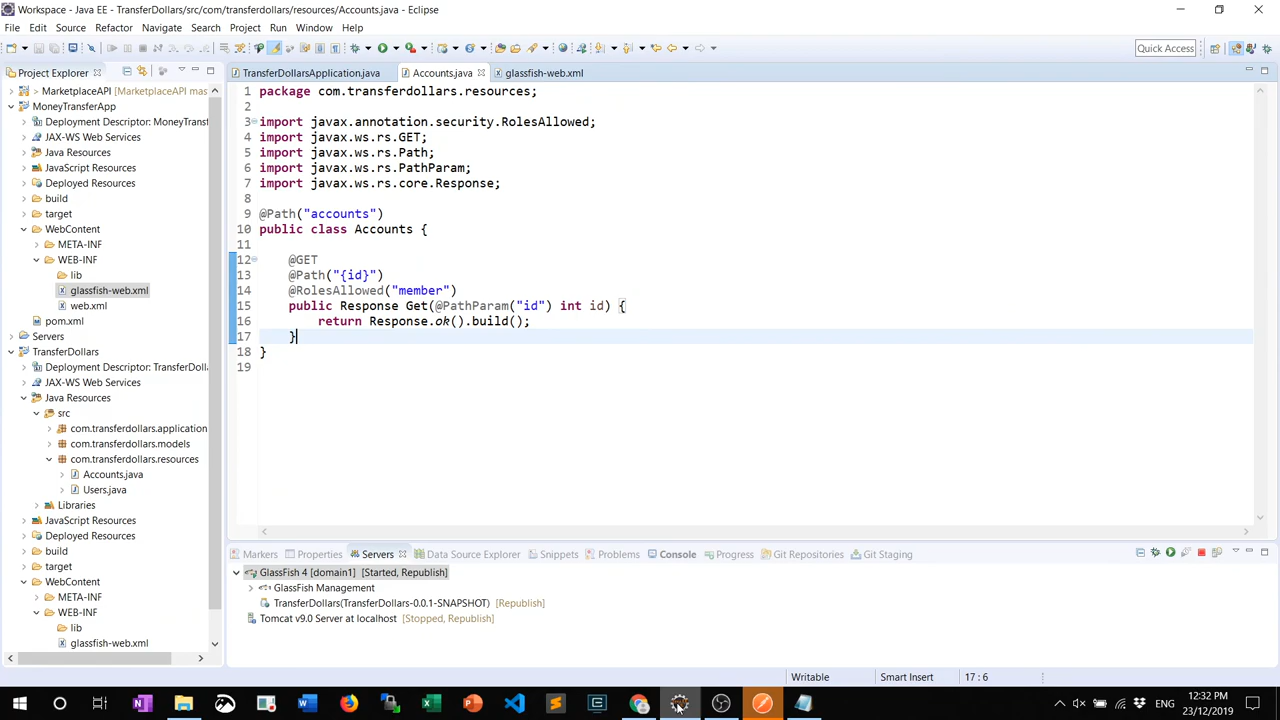 Workspace - Java EE - TransferDollars/src/com/transferdollars/resources/Accounts.java - Eclipse
File Edit Source Refactor Navigate Search Project Run Window Help
Quick Access
Project Explorer
MarketplaceAPI [MarketplaceAPI mas
MoneyTransferApp
Deployment Descriptor: MoneyTransf
JAX-WS Web Services
Java Resources
JavaScript Resources
Deployed Resources
build
target
WebContent
META-INF
WEB-INF
lib
glassfish-web.xml
web.xml
pom.xml
Servers
TransferDollars
Deployment Descriptor: TransferDoll
JAX-WS Web Services
Java Resources
src
com.transferdollars.application
com.transferdollars.models
com.transferdollars.resources
Accounts.java
Users.java
Libraries
JavaScript Resources
Deployed Resources
build
target
WebContent
META-INF
WEB-INF
lib
glassfish-web.xml
TransferDollarsApplication.java Accounts.java glassfish-web.xml
1 package com.transferdollars.resources;
2
3 import javax.annotation.security.RolesAllowed;
4 import javax.ws.rs.GET;
5 import javax.ws.rs.Path;
6 import javax.ws.rs.PathParam;
7 import javax.ws.rs.core.Response;
8
9 @Path("accounts")
10 public class Accounts {
11
12 @GET
13 @Path("{id}")
14 @RolesAllowed("member")
15 public Response Get(@PathParam("id") int id) {
16 return Response.ok().build();
17 }
18 }
19
Markers Properties Servers Data Source Explorer Snippets Problems Console Progress Git Repositories Git Staging
GlassFish 4 [domain1] [Started, Republish]
GlassFish Management
TransferDollars(TransferDollars-0.0.1-SNAPSHOT) [Republish]
Tomcat v9.0 Server at localhost [Stopped, Republish]
Writable Smart Insert 17 : 6
ENG 12:32 PM
23/12/2019